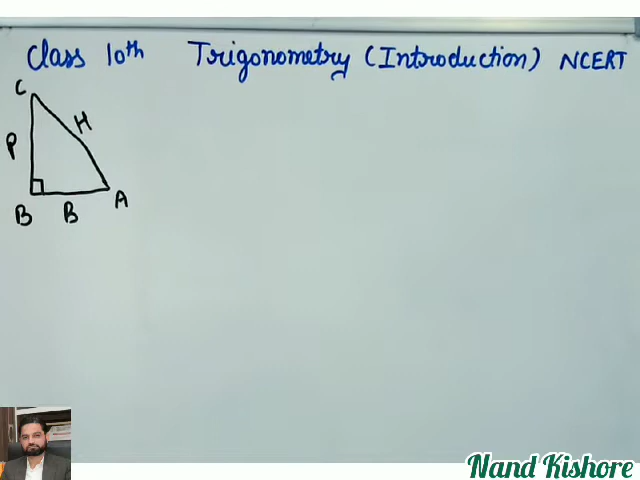 Class 10th Trigonometry (Introduction) NCERT
C
H
P
B B A
Nand Kishore